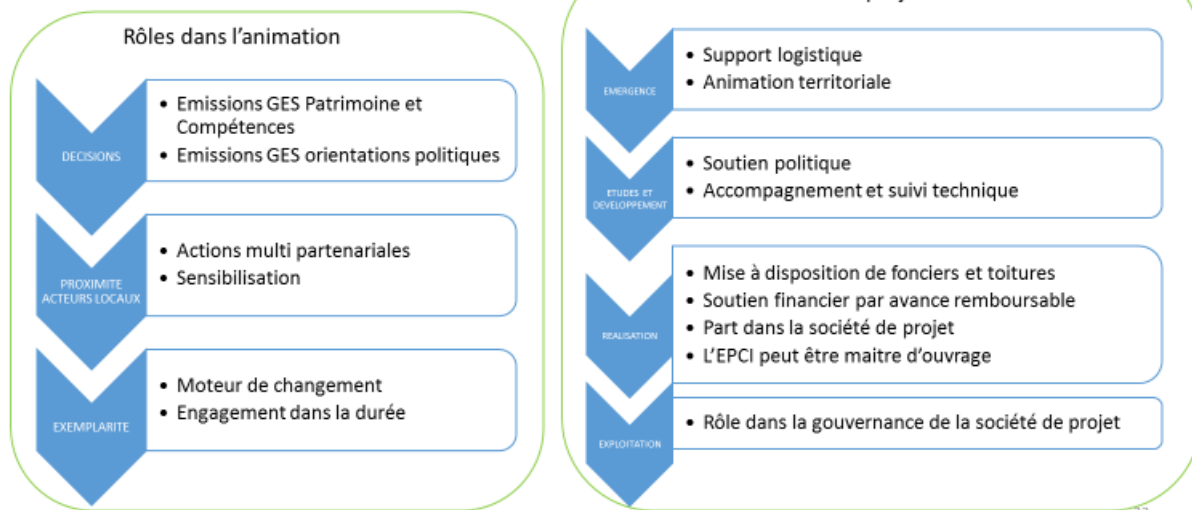 Rôles dans l'animation
DECISIONS
• Emissions GES Patrimoine et
Compétences
• Emissions GES orientations politiques
PROXIMITE
ACTEURS LOCAUX
• Actions multi partenariales
• Sensibilisation
EXEMPLARITE
• Moteur de changement
• Engagement dans la durée
EMERGENCE
• Support logistique
• Animation territoriale
ETUDES ET
DEVELOPPEMENT
• Soutien politique
• Accompagnement et suivi technique
REALISATION
• Mise à disposition de fonciers et toitures
• Soutien financier par avance remboursable
• Part dans la société de projet
• L'EPCI peut être maitre d'ouvrage
EXPLOITATION
• Rôle dans la gouvernance de la société de projet